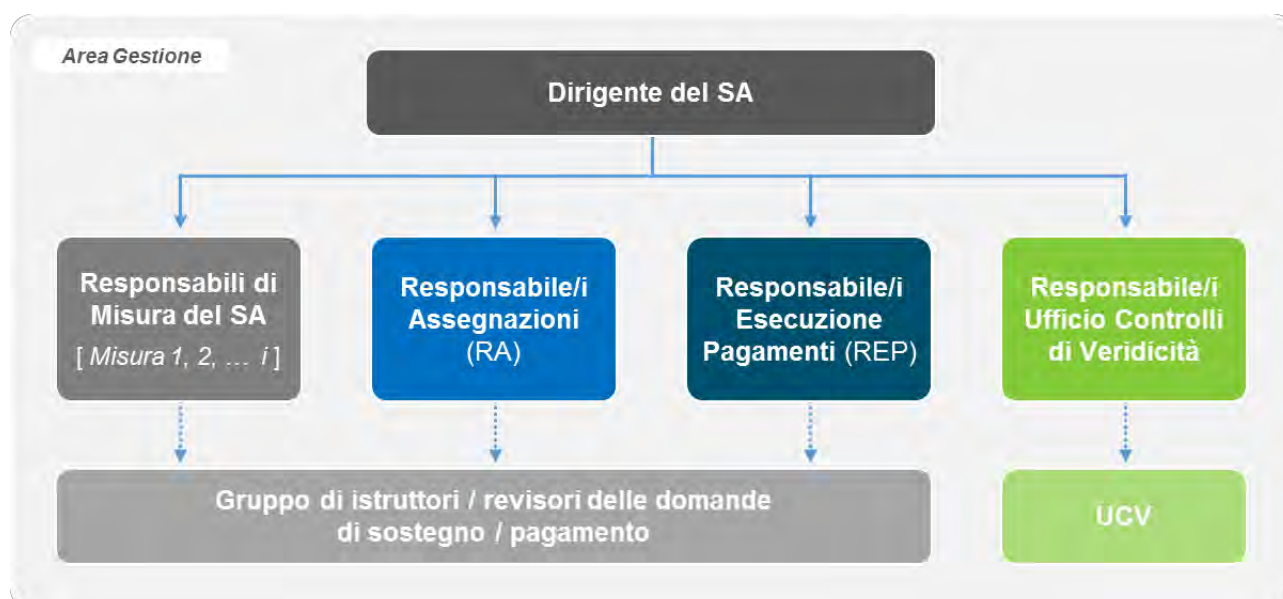 Area Gestione
Dirigente del SA
Responsabili di
Misura del SA
[ Misura 1, 2, … i ]
Responsabile/i
Assegnazioni
(RA)
Responsabile/i
Esecuzione
Pagamenti (REP)
Responsabile/i
Ufficio Controlli
di Veridicità
Gruppo di istruttori / revisori delle domande
di sostegno / pagamento
UCV